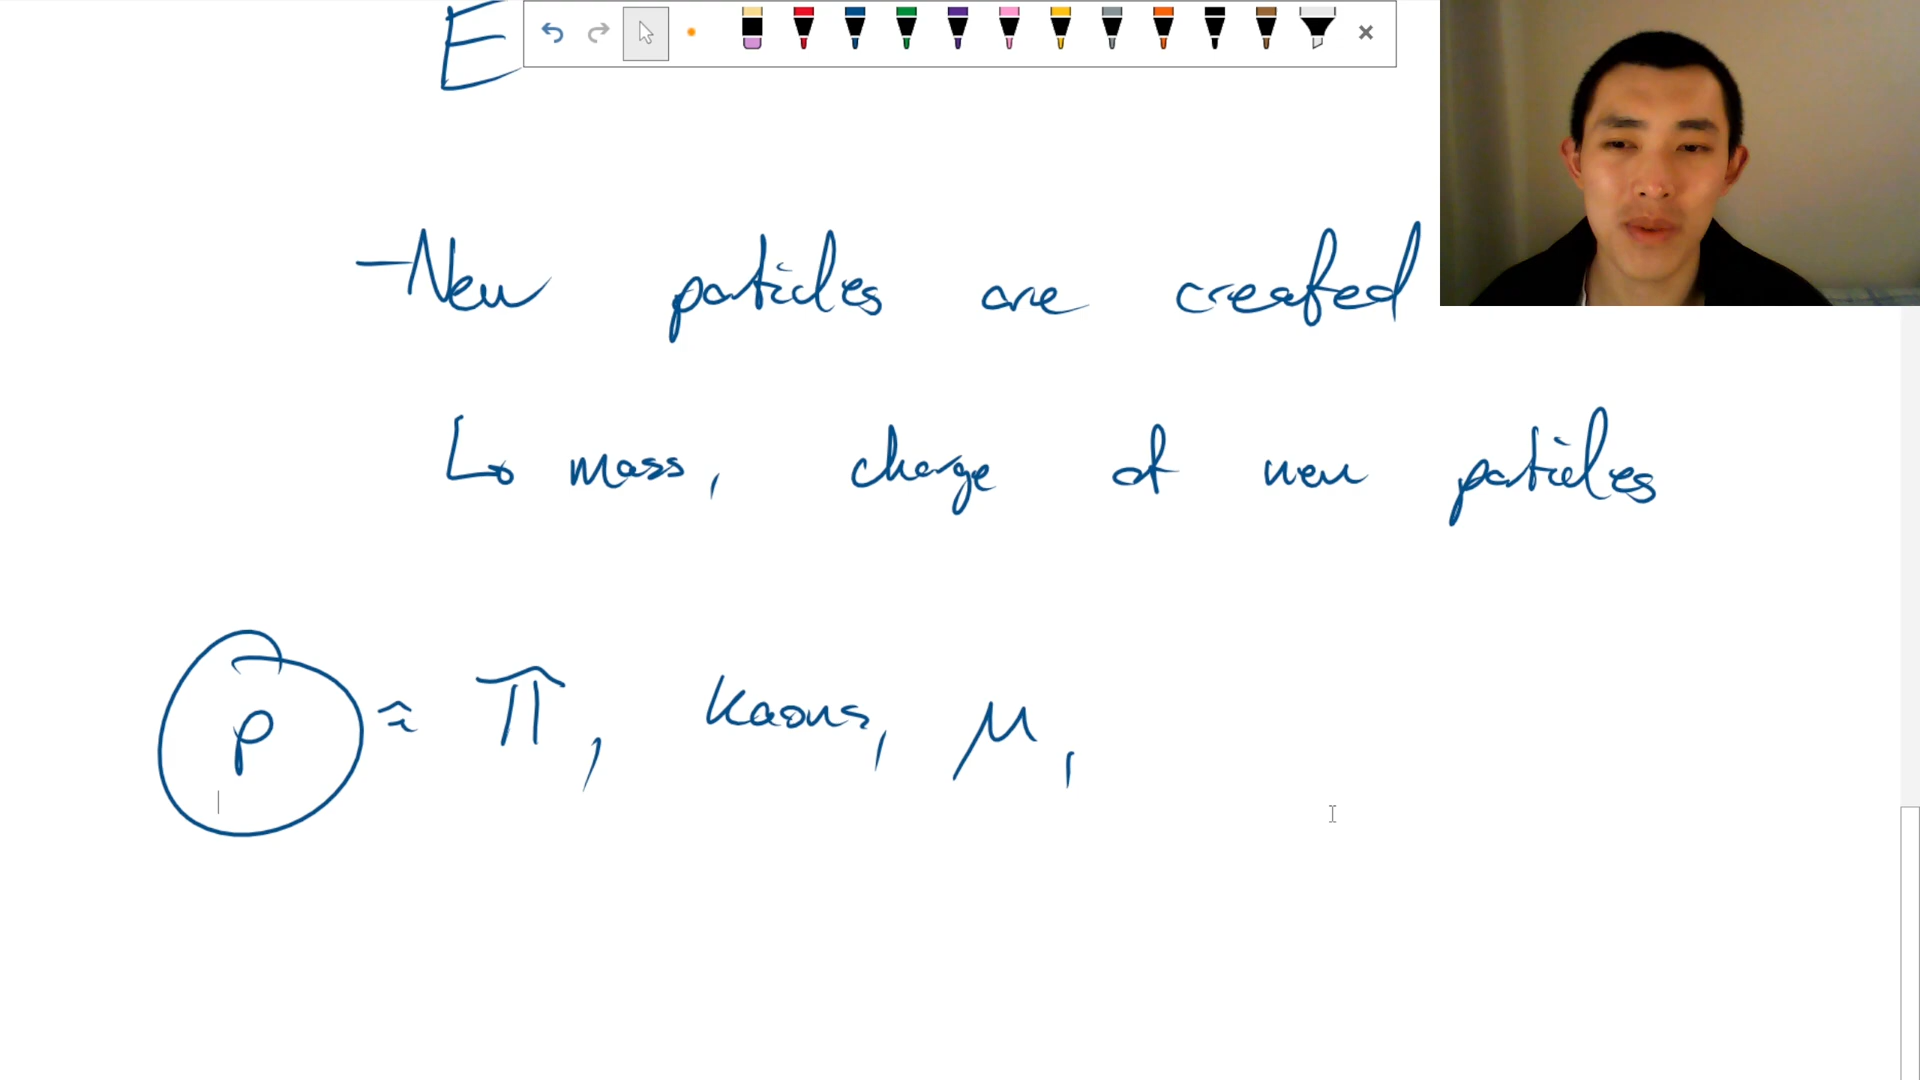 E
-New particles are created
↳ mass, charge of new particles
p ≈ π, kaons, μ,